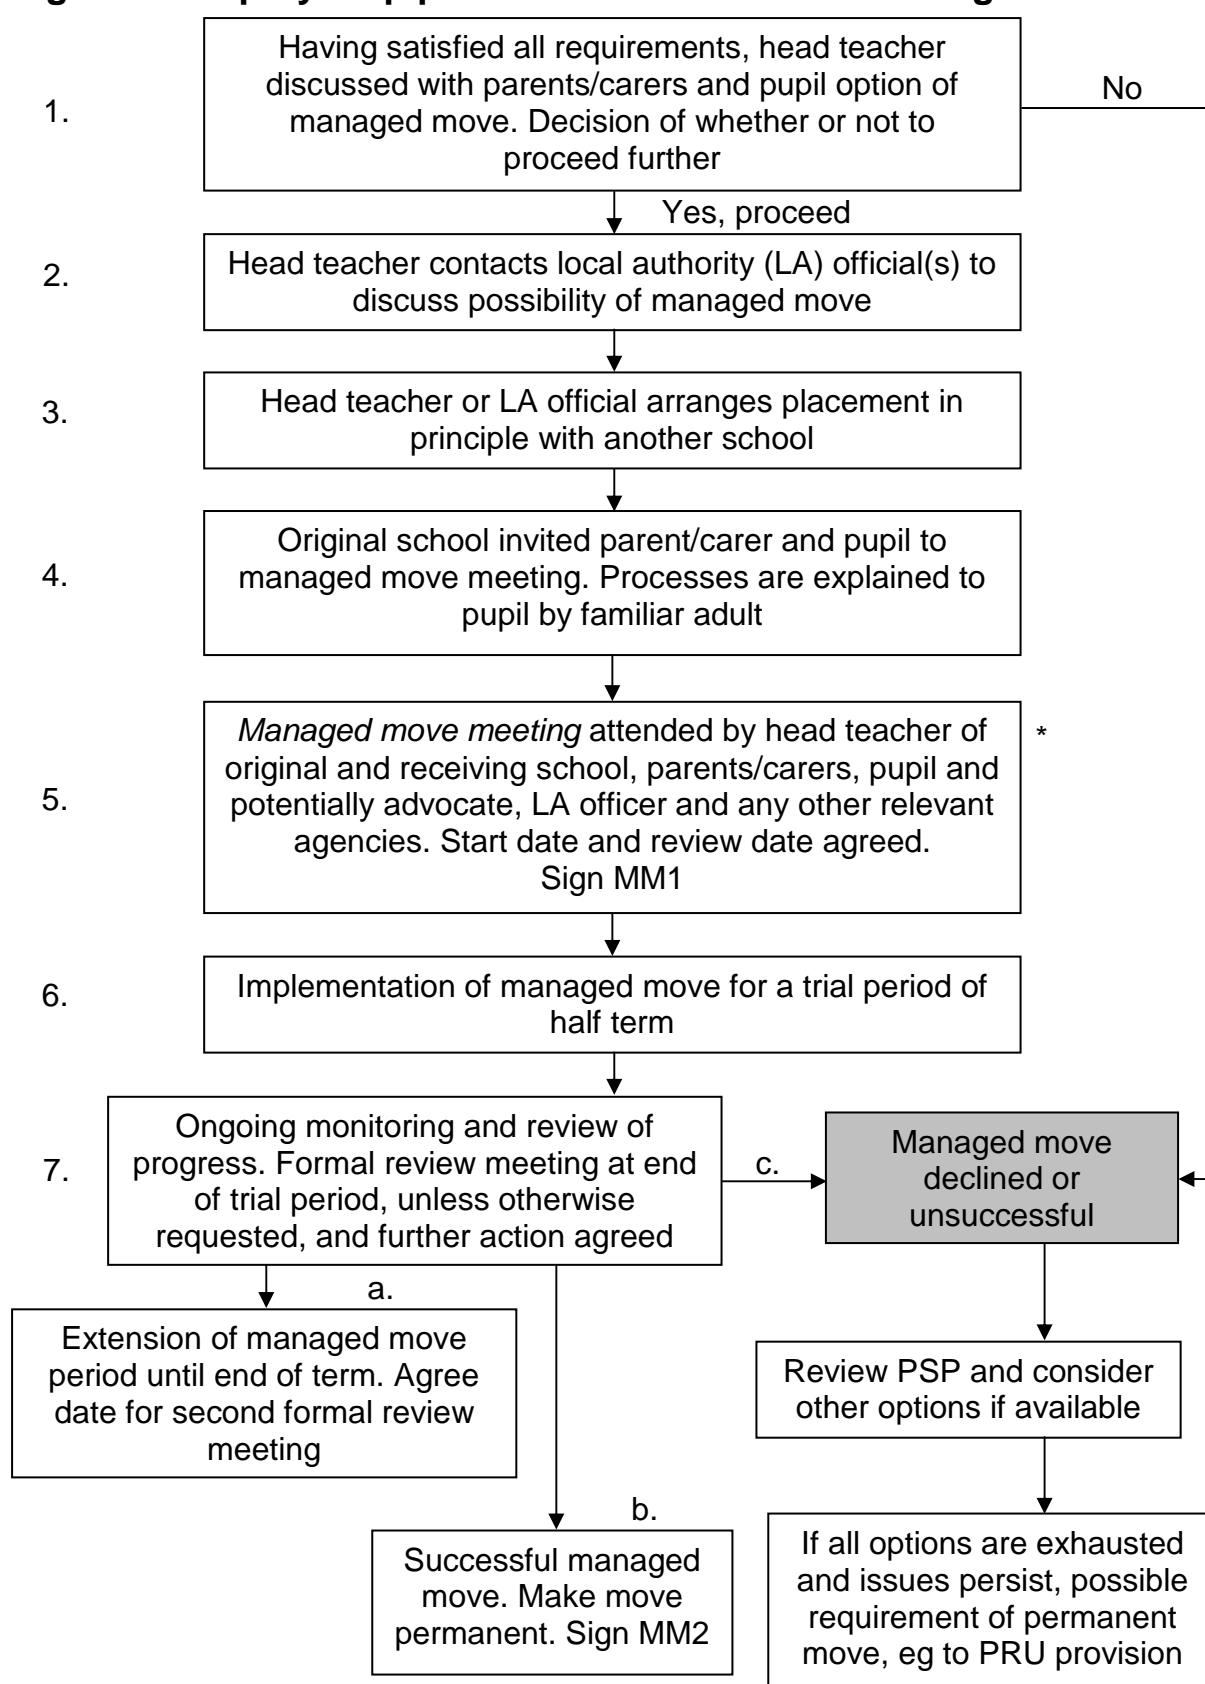 1.
Having satisfied all requirements, head teacher
discussed with parents/carers and pupil option of
managed move. Decision of whether or not to
proceed further
No
Yes, proceed
2.
Head teacher contacts local authority (LA) official(s) to
discuss possibility of managed move
3.
Head teacher or LA official arranges placement in
principle with another school
4.
Original school invited parent/carer and pupil to
managed move meeting. Processes are explained to
pupil by familiar adult
5.
Managed move meeting attended by head teacher of
original and receiving school, parents/carers, pupil and
potentially advocate, LA officer and any other relevant
agencies. Start date and review date agreed.
Sign MM1
*
6.
Implementation of managed move for a trial period of
half term
7.
Ongoing monitoring and review of
progress. Formal review meeting at end
of trial period, unless otherwise
requested, and further action agreed
c.
Managed move
declined or
unsuccessful
a.
Extension of managed move
period until end of term. Agree
date for second formal review
meeting
Review PSP and consider
other options if available
b.
Successful managed
move. Make move
permanent. Sign MM2
If all options are exhausted
and issues persist, possible
requirement of permanent
move, eg to PRU provision